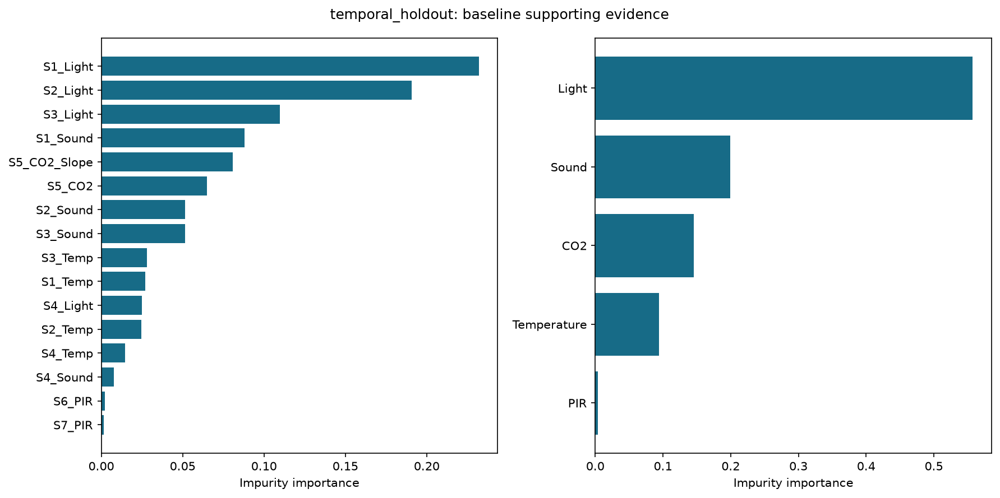 temporal_holdout: baseline supporting evidence
S1_Light
S2_Light
S3_Light
S1_Sound
S5_CO2_Slope
S5_CO2
S2_Sound
S3_Sound
S3_Temp
S1_Temp
S4_Light
S2_Temp
S4_Temp
S4_Sound
S6_PIR
S7_PIR
0.00 0.05 0.10 0.15 0.20
Impurity importance
Light
Sound
CO2
Temperature
PIR
0.0 0.1 0.2 0.3 0.4 0.5
Impurity importance